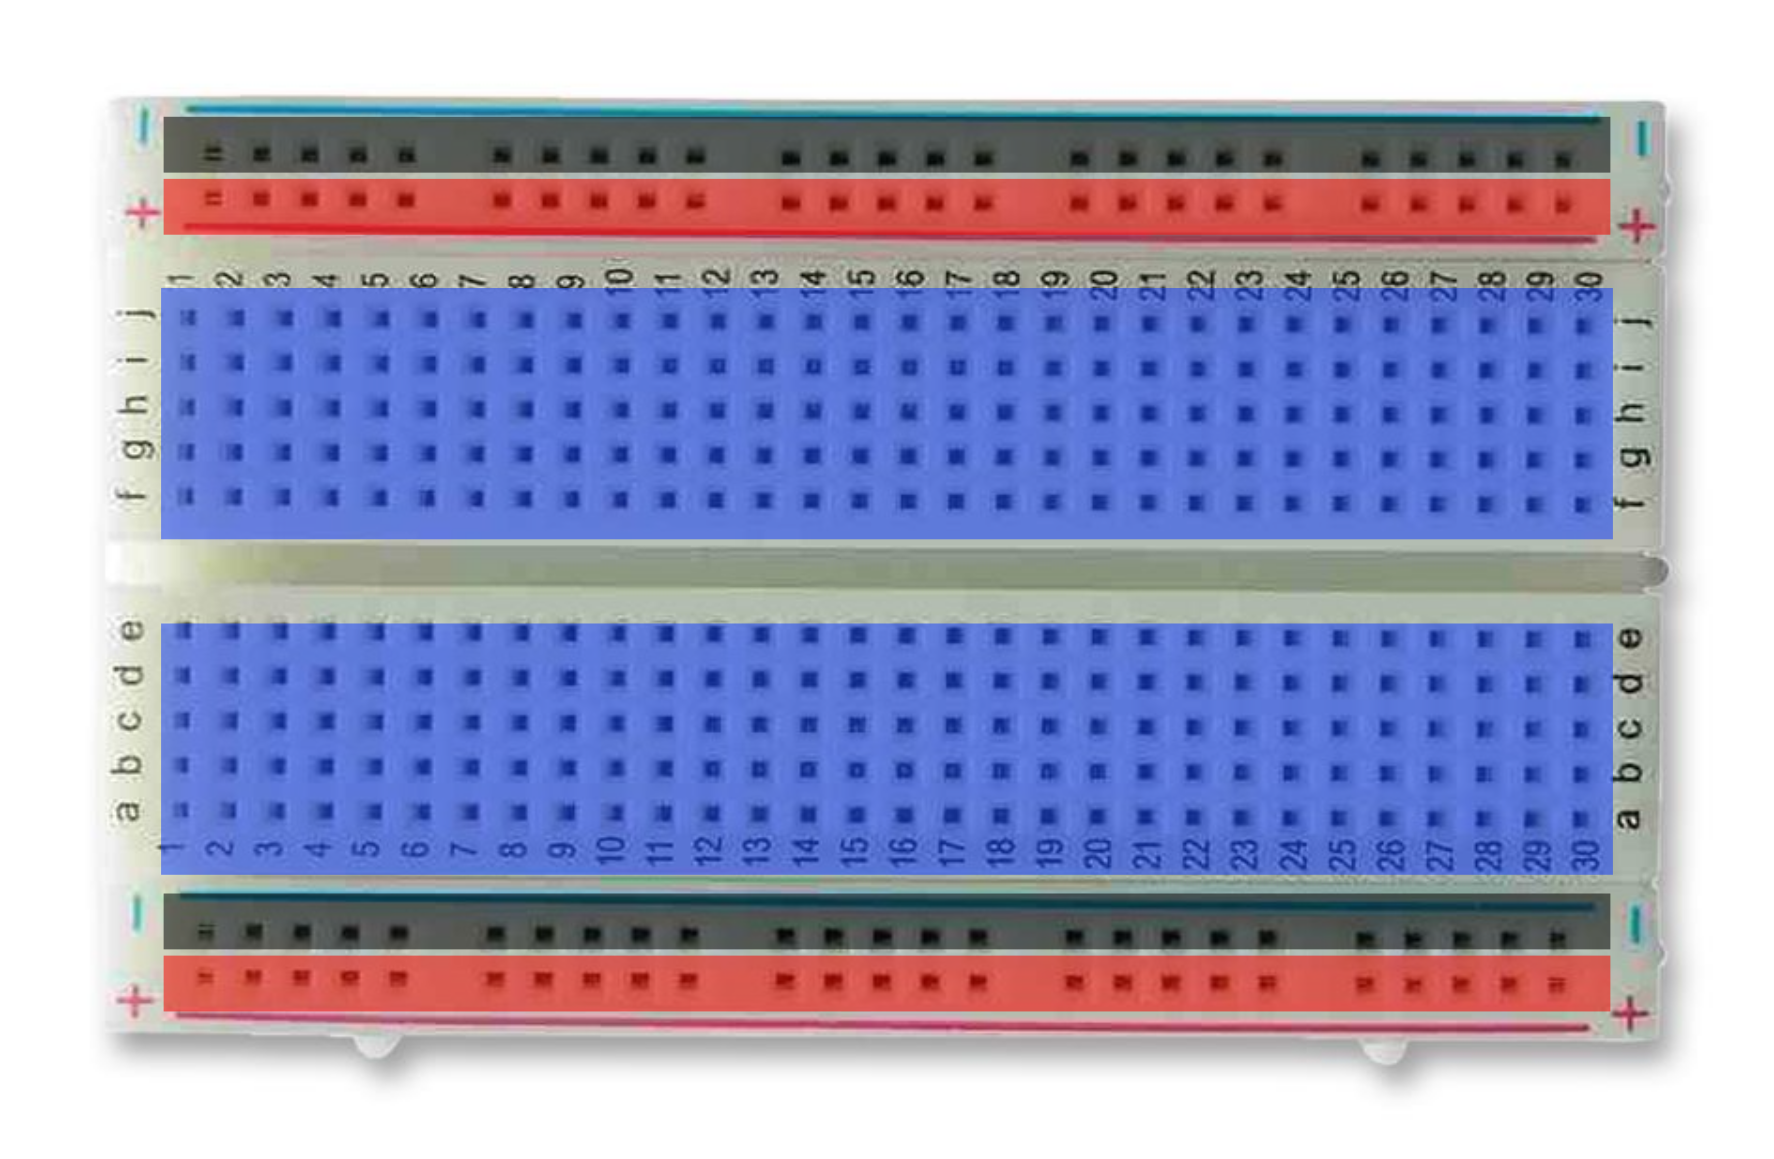 − −
+ +
1 2 3 4 5 6 7 8 9 10 11 12 13 14 15 16 17 18 19 20 21 22 23 24 25 26 27 28 29 30
j j
i i
h h
g g
f f
e e
d d
c c
b b
a a
1 2 3 4 5 6 7 8 9 10 11 12 13 14 15 16 17 18 19 20 21 22 23 24 25 26 27 28 29 30
− −
+ +